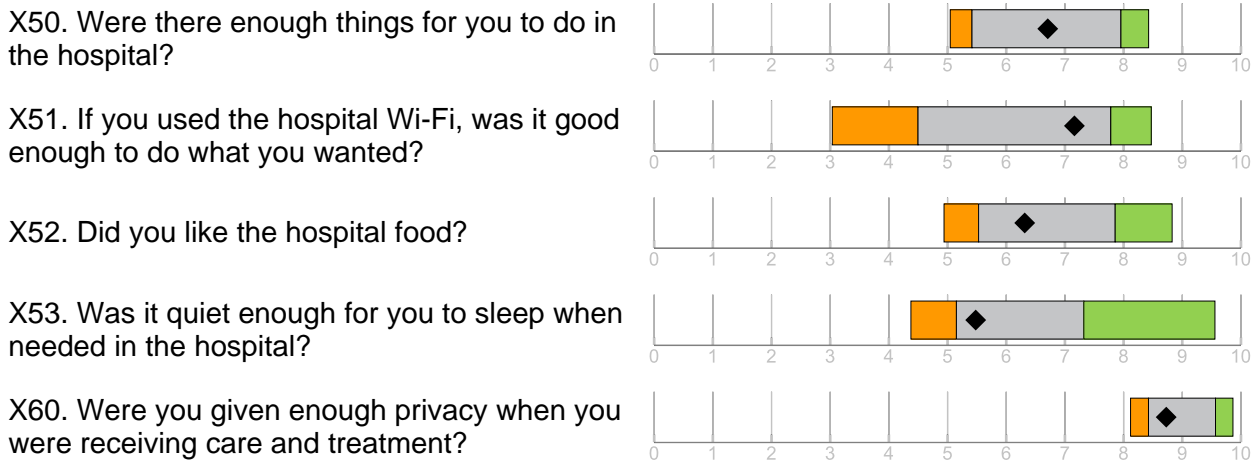 X50. Were there enough things for you to do in
the hospital?
0 1 2 3 4 5 6 7 8 9 10
X51. If you used the hospital Wi-Fi, was it good
enough to do what you wanted?
0 1 2 3 4 5 6 7 8 9 10
X52. Did you like the hospital food?
0 1 2 3 4 5 6 7 8 9 10
X53. Was it quiet enough for you to sleep when
needed in the hospital?
0 1 2 3 4 5 6 7 8 9 10
X60. Were you given enough privacy when you
were receiving care and treatment?
0 1 2 3 4 5 6 7 8 9 10